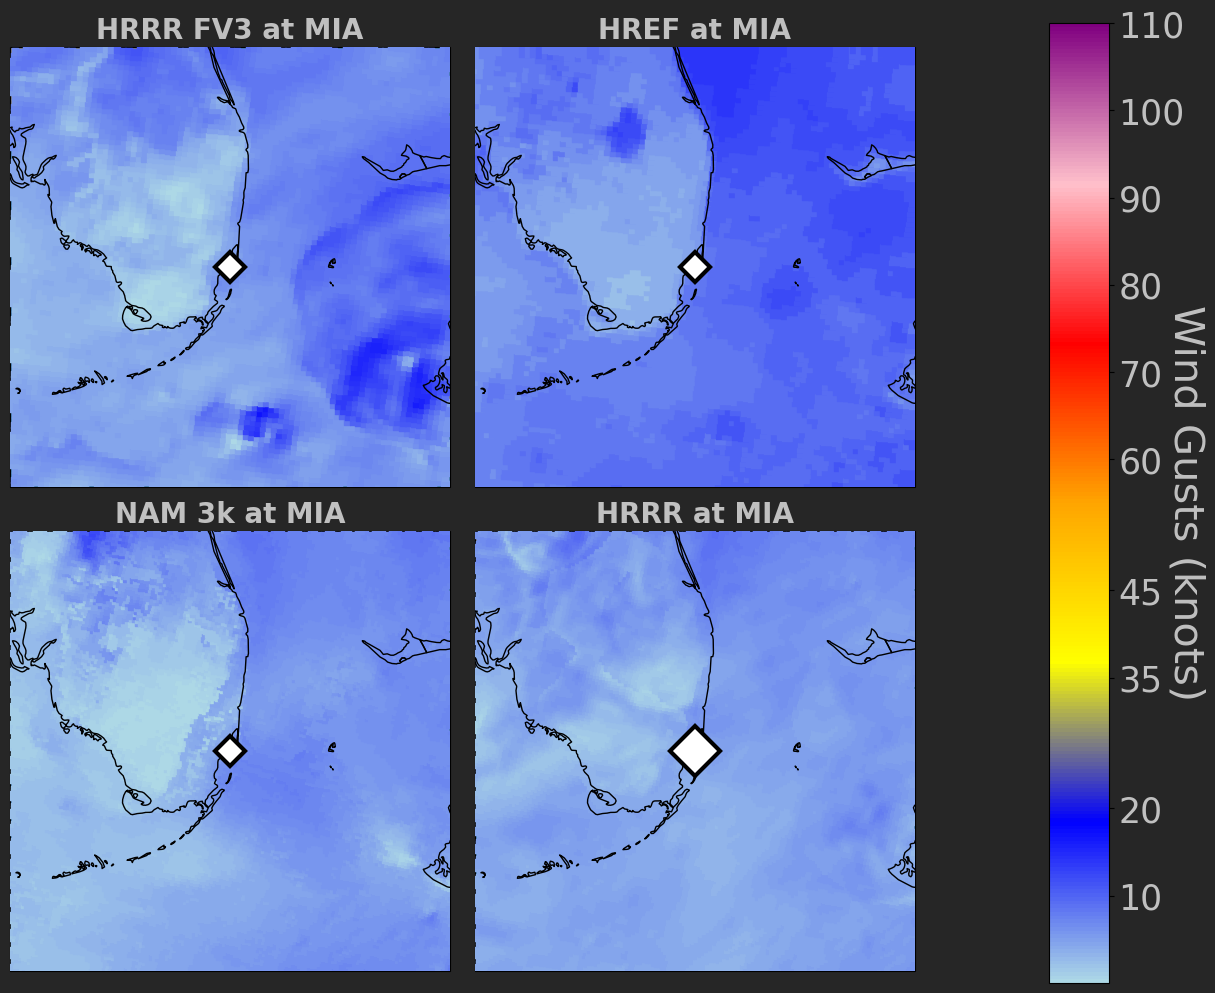 HRRR FV3 at MIA
HREF at MIA
NAM 3k at MIA
HRRR at MIA
110
100
90
80
70
60
45
35
20
10
Wind Gusts (knots)